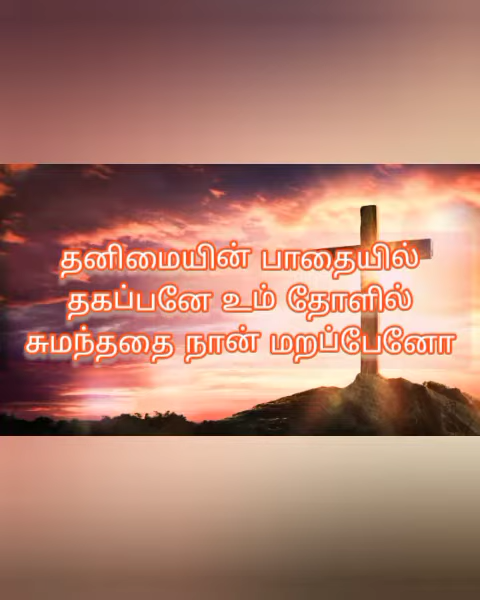 தனிமையின் பாதையில்
தகப்பனே உம் தோளில்
சுமந்ததை நான் மறப்பேனோ